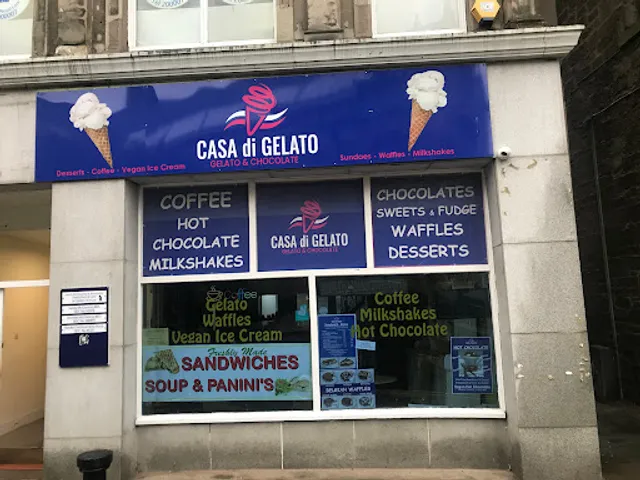 CASA di GELATO
GELATO & CHOCOLATE
Desserts - Coffee - Vegan Ice Cream
Sundaes - Waffles - Milkshakes
COFFEE
HOT
CHOCOLATE
MILKSHAKES
CASA di GELATO
GELATO & CHOCOLATE
CHOCOLATES
SWEETS & FUDGE
WAFFLES
DESSERTS
Coffee
Gelato
Waffles
Vegan Ice Cream
Coffee
Milkshakes
Hot Chocolate
Freshly Made
SANDWICHES
SOUP & PANINI'S
BELGIAN WAFFLES
HOT CHOCOLATE